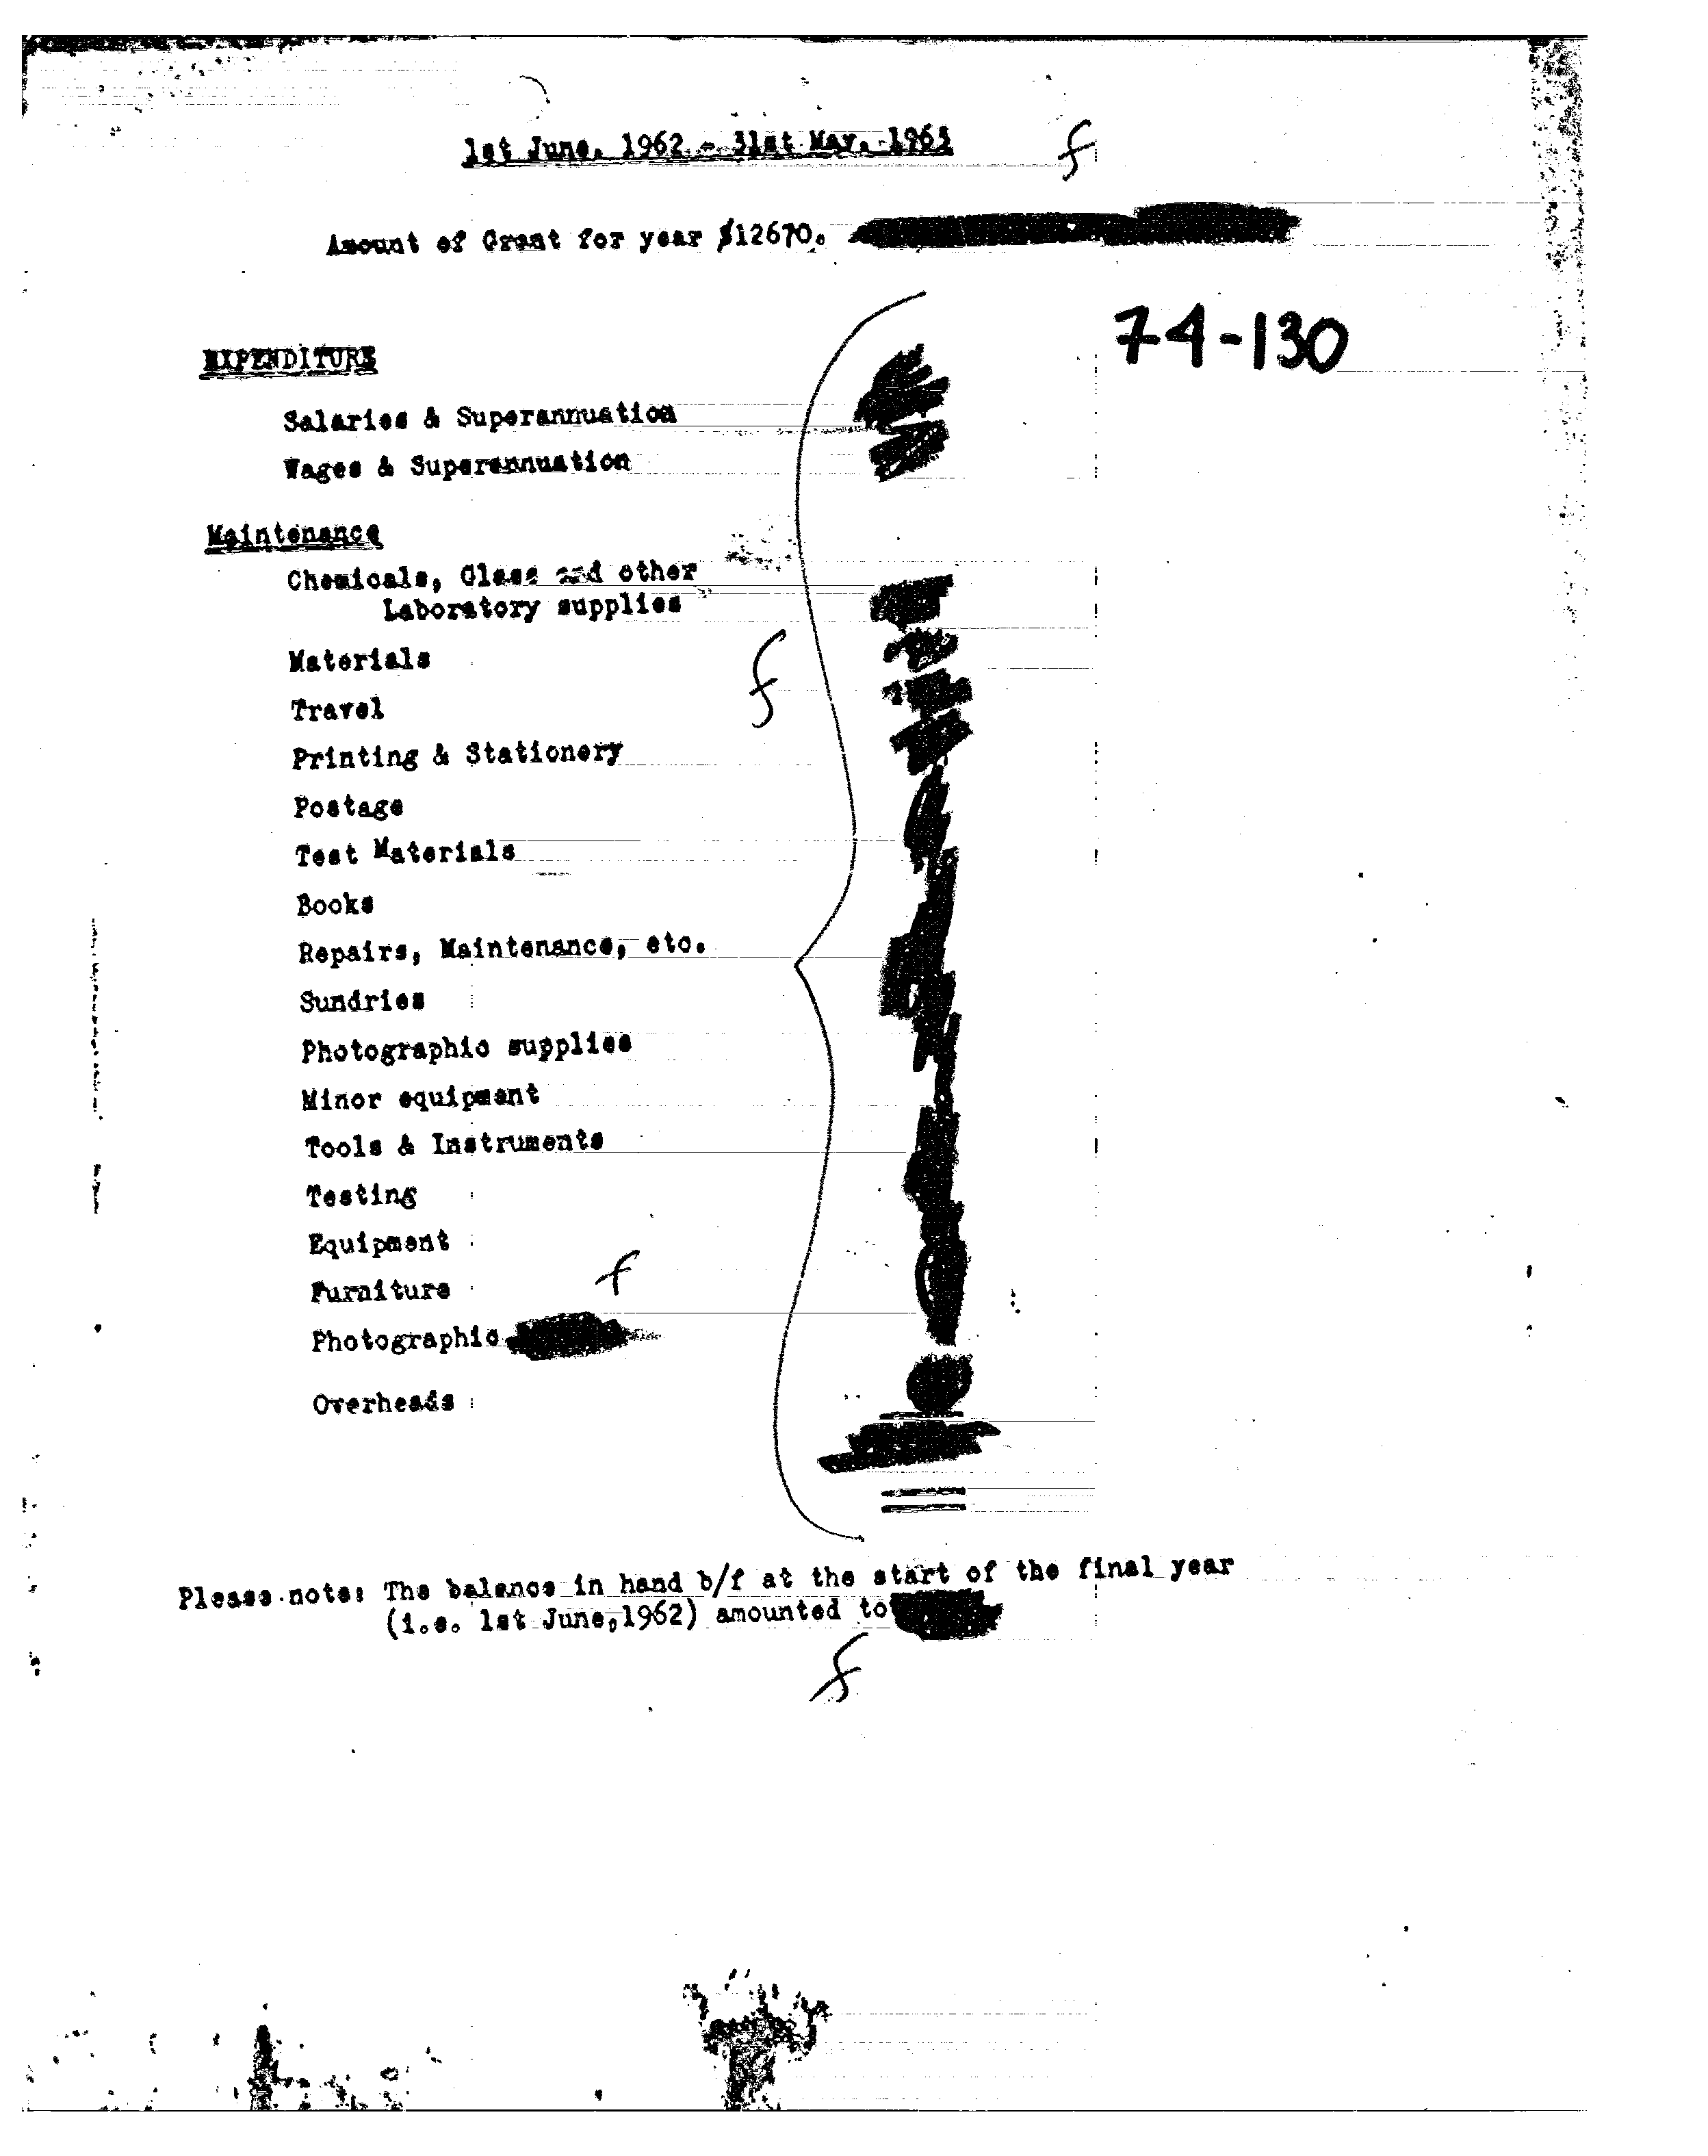 1st June, 1962 - 31st May, 1963
f
Amount of Grant for year $12670.
74-130
EXPENDITURE
Salaries & Superannuation
Wages & Superannuation
Maintenance
Chemicals, Glass and other
Laboratory supplies
Materials
f
Travel
Printing & Stationery
Postage
Test Materials
Books
Repairs, Maintenance, etc.
Sundries
Photographic supplies
Minor equipment
Tools & Instruments
Testing
Equipment
Furniture
f
Photographic
Overheads
Please note: The balance in hand b/f at the start of the final year
(i.e. 1st June,1962) amounted to
f